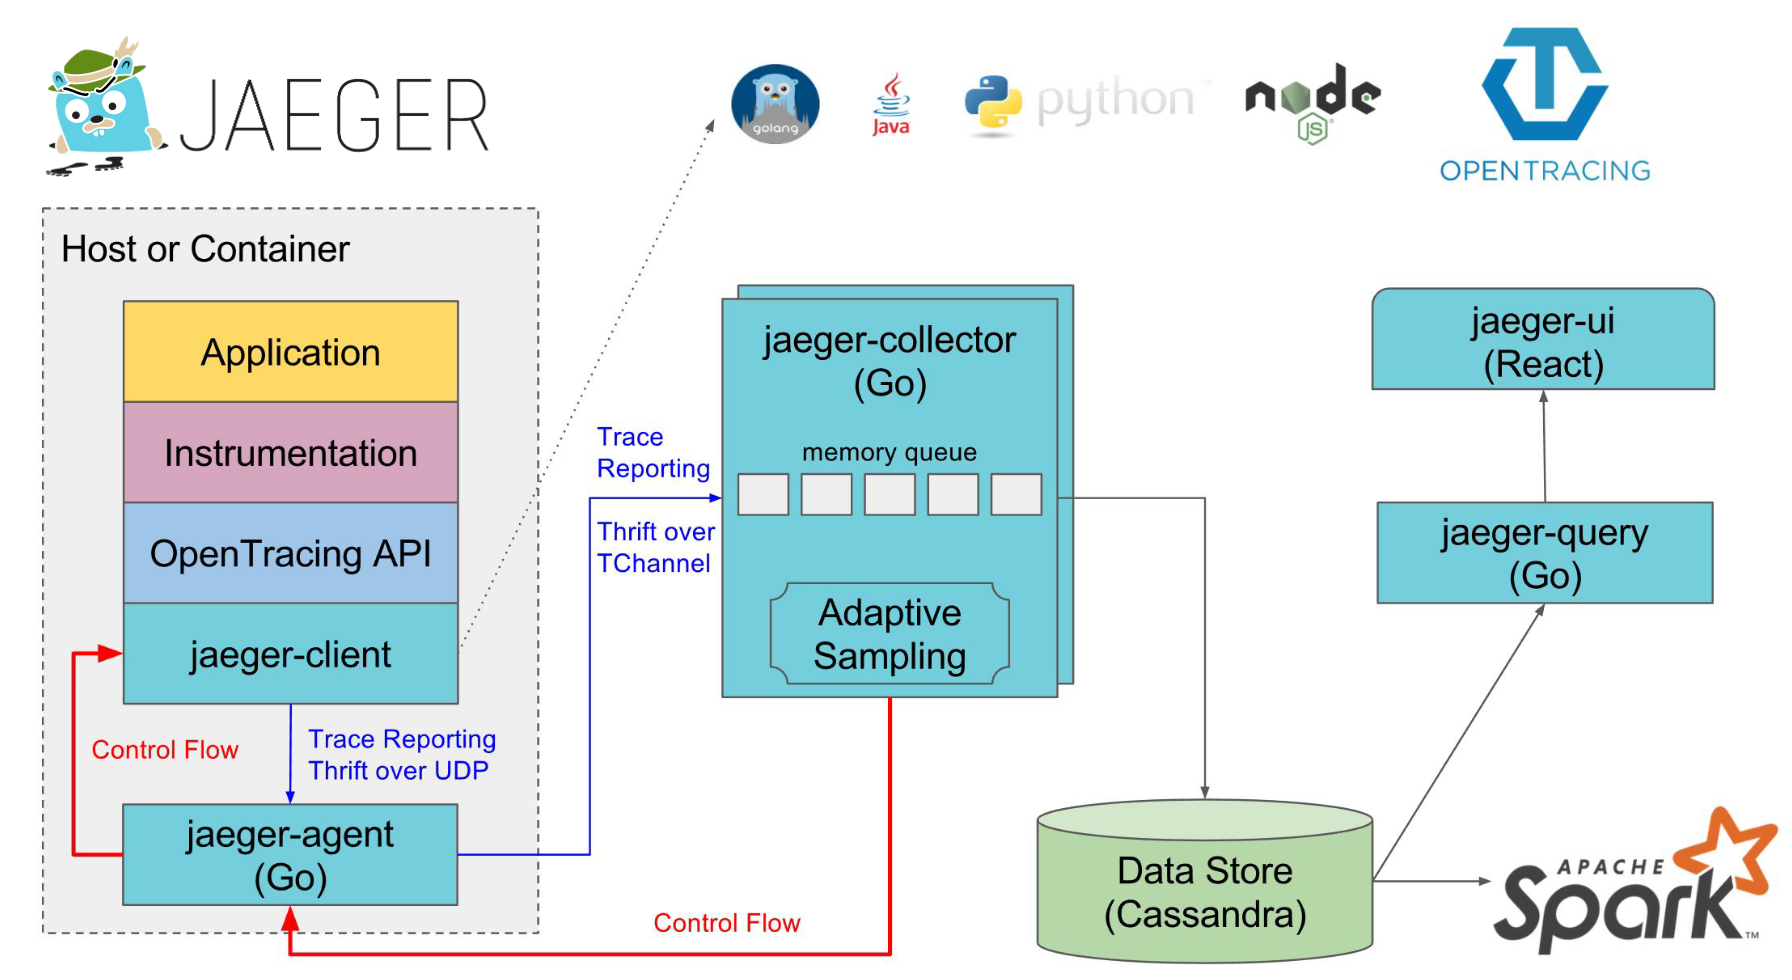 JAEGER
golang
Java
python™
node
JS
OPENTRACING
Host or Container
Application
Instrumentation
OpenTracing API
jaeger-client
Control Flow
Trace Reporting
Thrift over UDP
jaeger-agent
(Go)
Trace
Reporting
Thrift over
TChannel
jaeger-collector
(Go)
memory queue
Adaptive
Sampling
Control Flow
Data Store
(Cassandra)
jaeger-ui
(React)
jaeger-query
(Go)
APACHE
Spark™